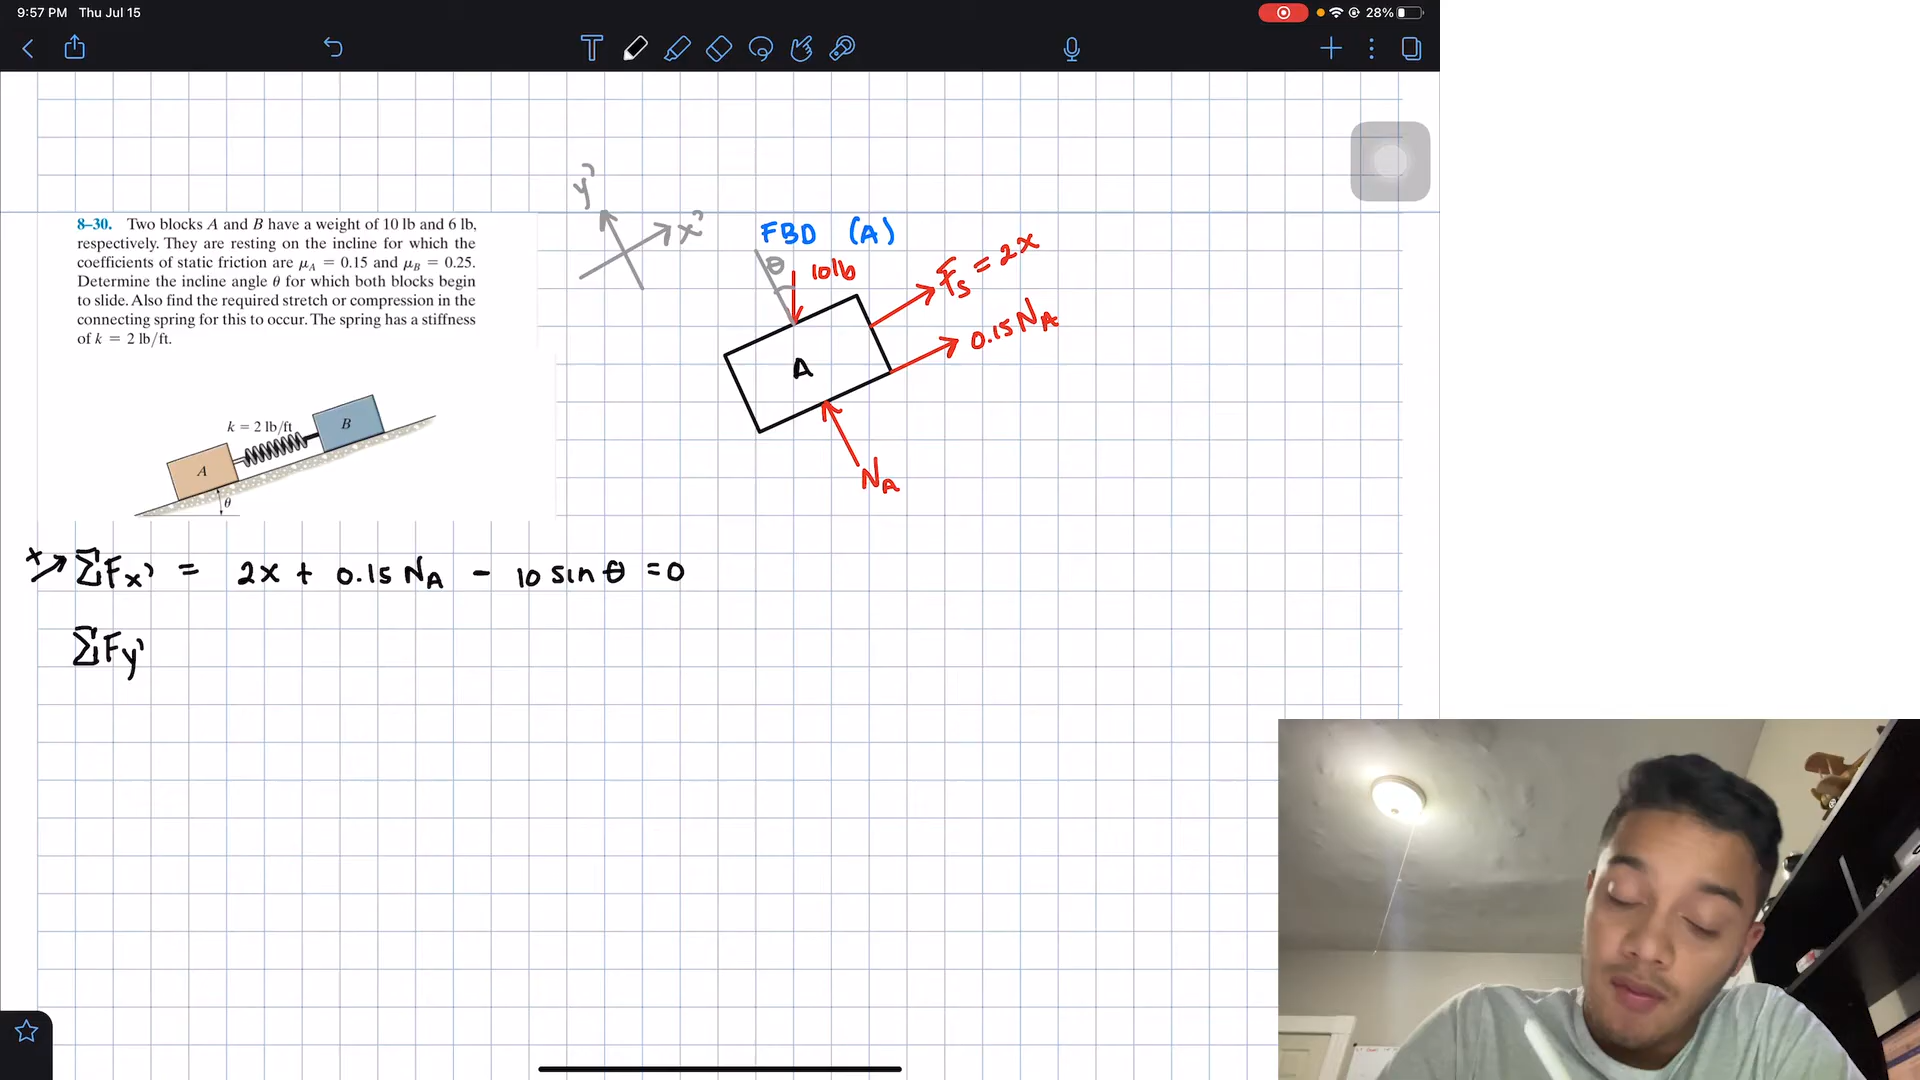 9:57 PM Thu Jul 15
28%
8–30. Two blocks A and B have a weight of 10 lb and 6 lb,
respectively. They are resting on the incline for which the
coefficients of static friction are μA = 0.15 and μB = 0.25.
Determine the incline angle θ for which both blocks begin
to slide. Also find the required stretch or compression in the
connecting spring for this to occur. The spring has a stiffness
of k = 2 lb/ft.
k = 2 lb/ft
B
A
θ
y'
x'
FBD (A)
θ
10lb
Fs = 2x
0.15 NA
A
NA
+ ΣFx' = 2x + 0.15 NA - 10 sin θ = 0
ΣFy'